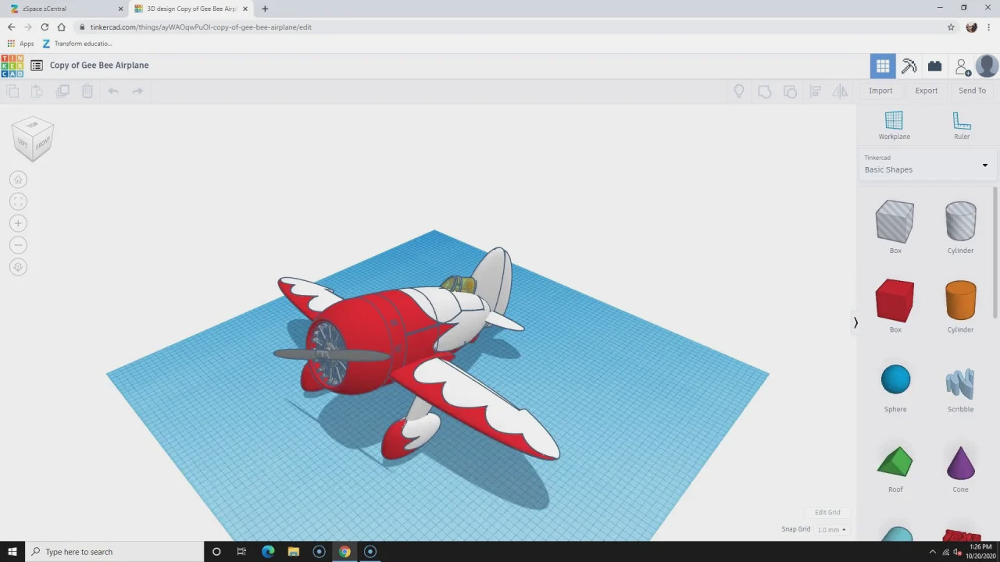 zSpace zCentral
3D design Copy of Gee Bee Airpl
tinkercad.com/things/ayWAOqwPuOl-copy-of-gee-bee-airplane/edit
Apps
Transform educatio...
TIN
KER
CAD
Copy of Gee Bee Airplane
Import
Export
Send To
TOP
LEFT
FRONT
Workplane
Ruler
Tinkercad
Basic Shapes
Box
Cylinder
Box
Cylinder
Sphere
Scribble
Roof
Cone
Edit Grid
Snap Grid
1.0 mm
Type here to search
1:26 PM
10/20/2020